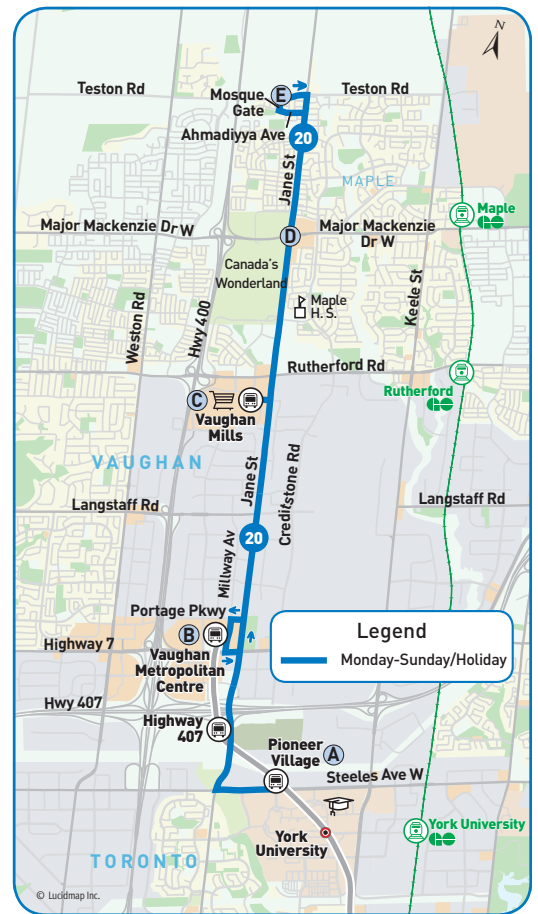 N
Teston Rd
Mosque
Gate
E
Teston Rd
Ahmadiyya Ave
20
Jane St
MAPLE
Maple
GO
Major Mackenzie Dr W
D
Major Mackenzie
Dr W
Canada's
Wonderland
Maple
H. S.
Keele St
Weston Rd
Hwy 400
Rutherford Rd
Rutherford
GO
C
Vaughan
Mills
VAUGHAN
Jane St
Creditstone Rd
Langstaff Rd
Langstaff Rd
20
Millway Av
Portage Pkwy
B
Highway 7
Vaughan
Metropolitan
Centre
Legend
Monday-Sunday/Holiday
Hwy 407
Highway
407
Pioneer
Village
A
Steeles Ave W
York
University
York University
GO
TORONTO
© Lucidmap Inc.